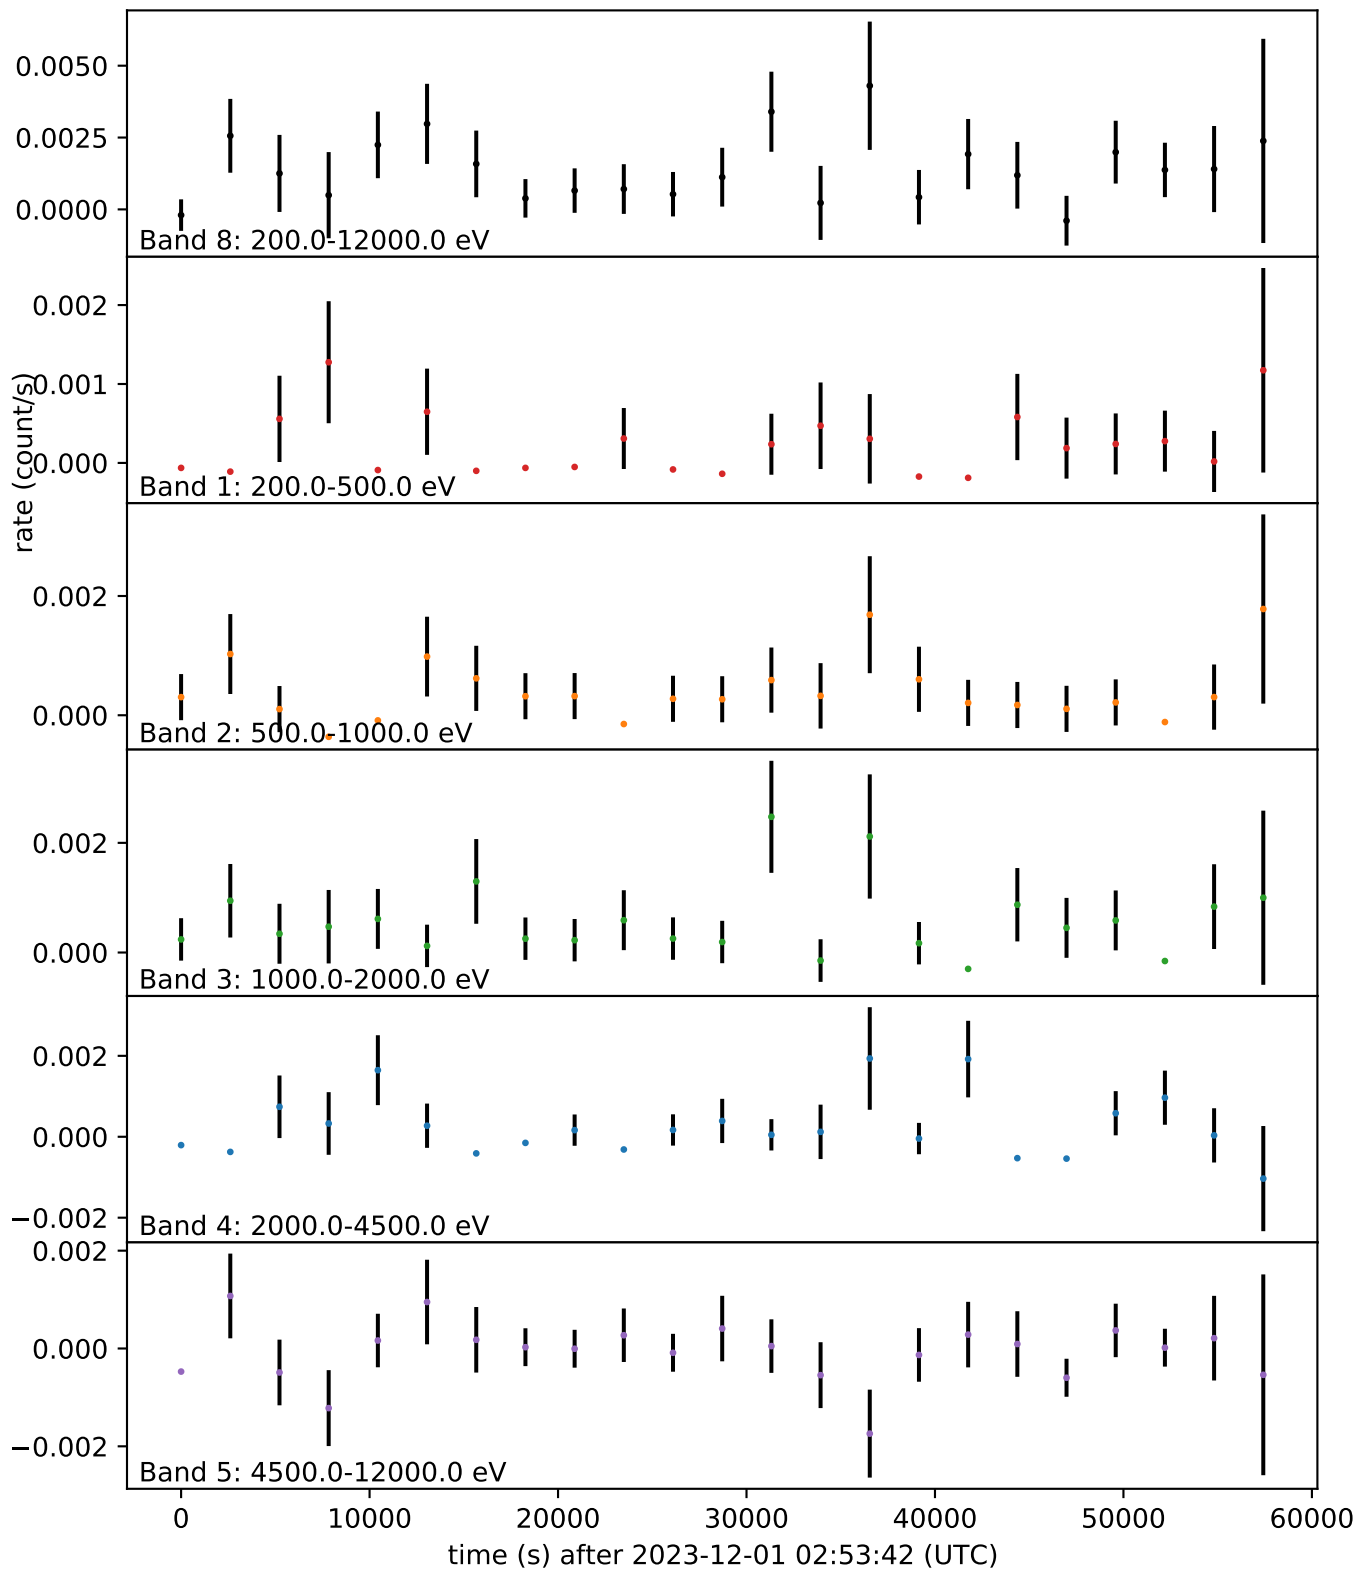 0.0050
0.0025
0.0000
Band 8: 200.0-12000.0 eV
0.002
0.001
0.000
Band 1: 200.0-500.0 eV
rate (count/s)
0.002
0.000
Band 2: 500.0-1000.0 eV
0.002
0.000
Band 3: 1000.0-2000.0 eV
0.002
0.000
−0.002
Band 4: 2000.0-4500.0 eV
0.002
0.000
−0.002
Band 5: 4500.0-12000.0 eV
0 10000 20000 30000 40000 50000 60000
time (s) after 2023-12-01 02:53:42 (UTC)